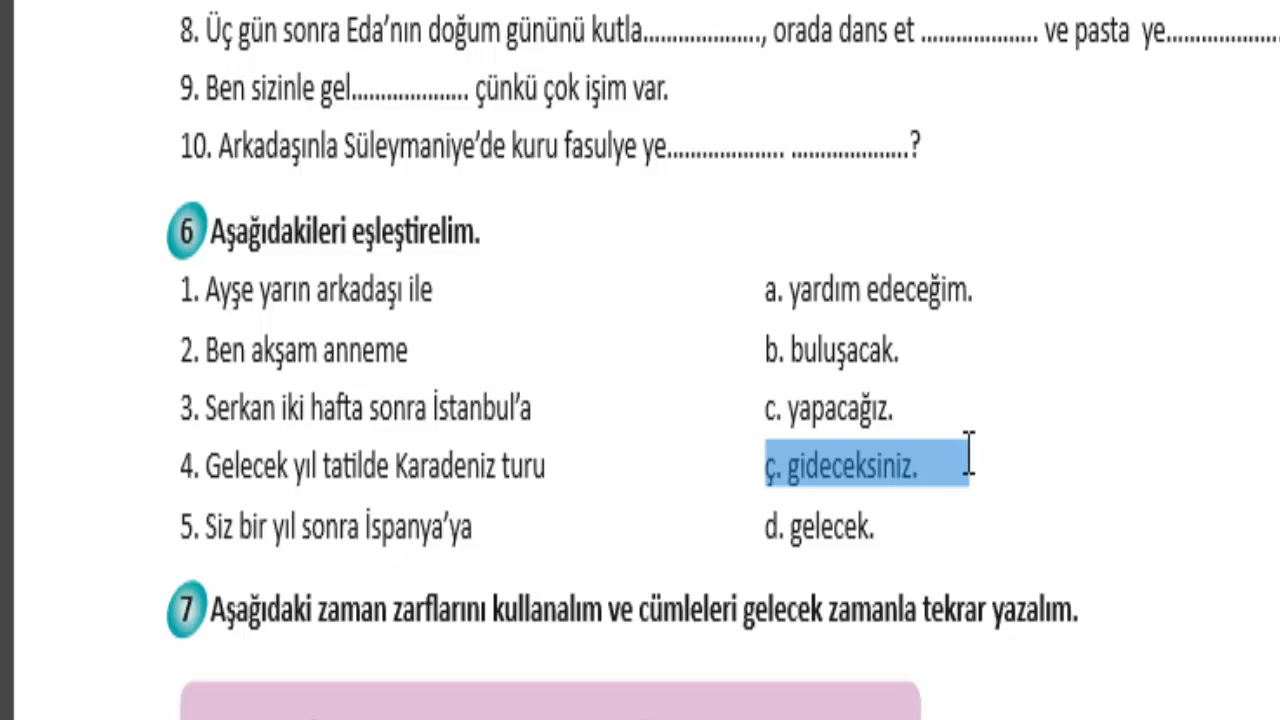 8. Üç gün sonra Eda'nın doğum gününü kutla...................., orada dans et .................... ve pasta ye...................
9. Ben sizinle gel.................... çünkü çok işim var.
10. Arkadaşınla Süleymaniye'de kuru fasulye ye.................... ....................?
6 Aşağıdakileri eşleştirelim.
1. Ayşe yarın arkadaşı ile a. yardım edeceğim.
2. Ben akşam anneme b. buluşacak.
3. Serkan iki hafta sonra İstanbul'a c. yapacağız.
4. Gelecek yıl tatilde Karadeniz turu ç. gideceksiniz.
5. Siz bir yıl sonra İspanya'ya d. gelecek.
7 Aşağıdaki zaman zarflarını kullanalım ve cümleleri gelecek zamanla tekrar yazalım.